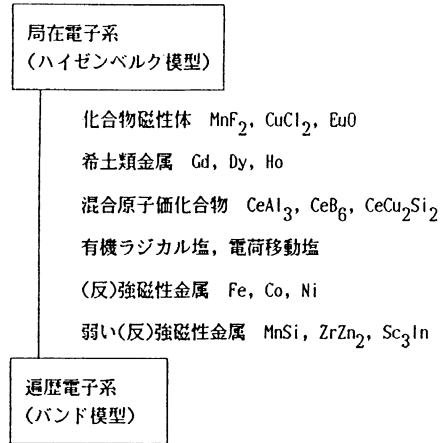 局在電子系
(ハイゼンベルク模型)
化合物磁性体 MnF2, CuCl2, EuO
希土類金属 Gd, Dy, Ho
混合原子価化合物 CeAl3, CeB6, CeCu2Si2
有機ラジカル塩, 電荷移動塩
(反)強磁性金属 Fe, Co, Ni
弱い(反)強磁性金属 MnSi, ZrZn2, Sc3In
遍歴電子系
(バンド模型)